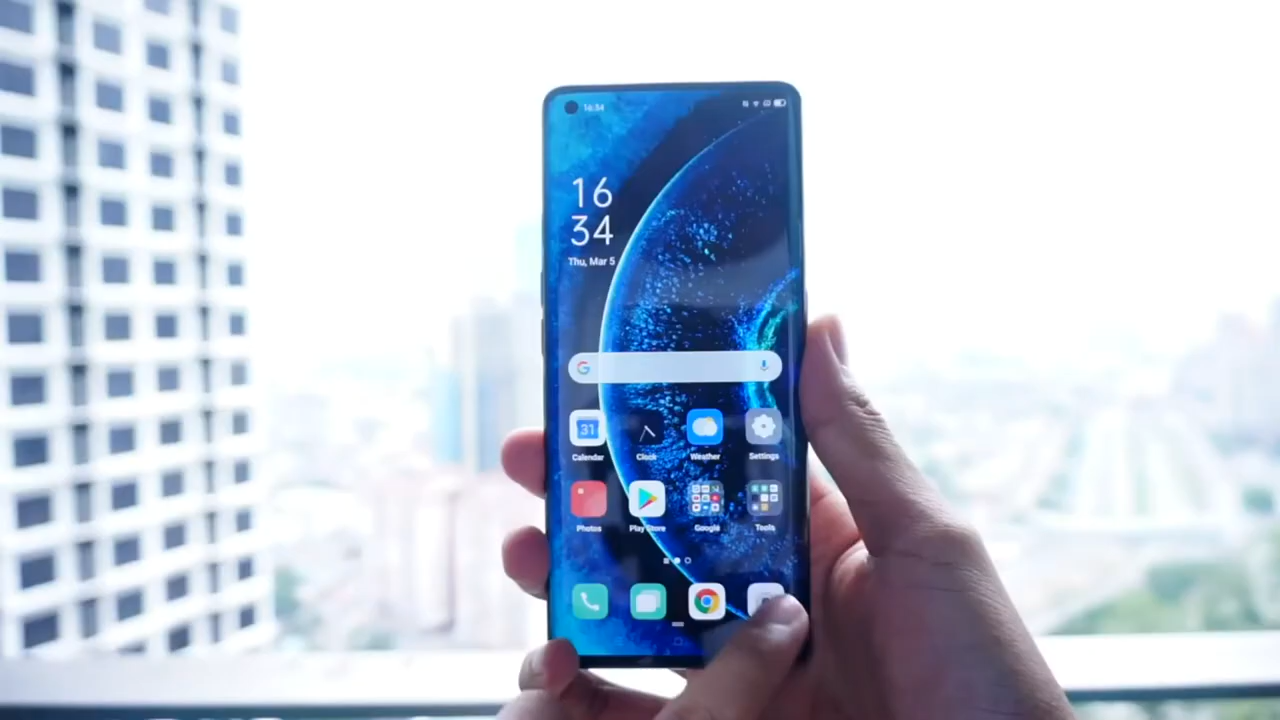 16:34
16
34
Thu, Mar 5
G
31
Calendar
Clock
Weather
Settings
Photos
Play Store
Google
Tools